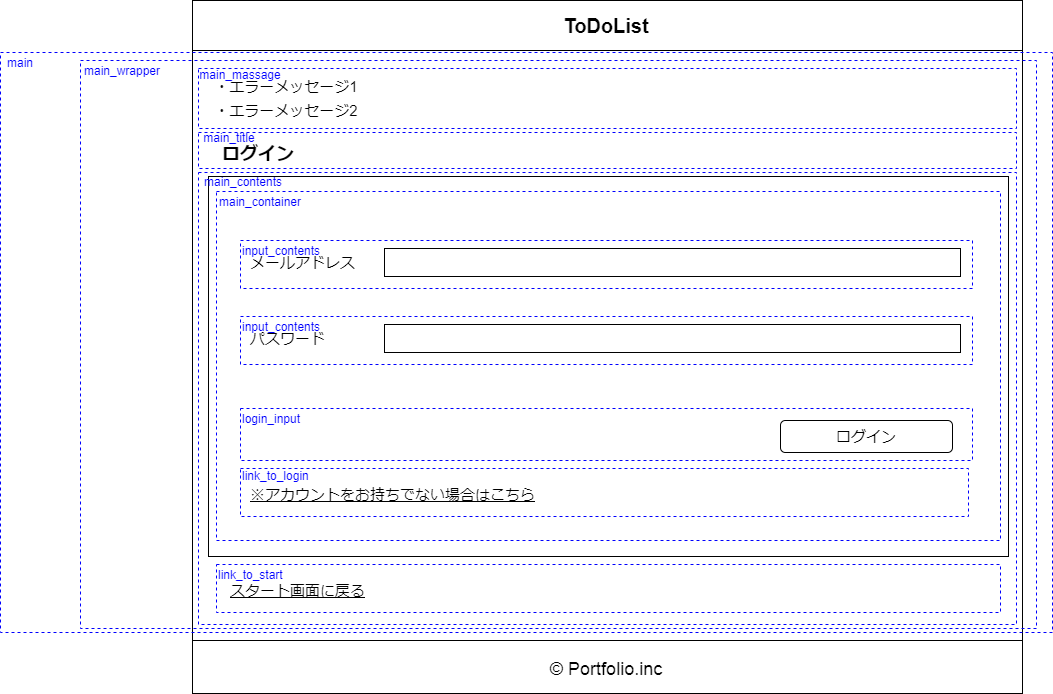 ToDoList
main
main_wrapper
main_massage
・エラーメッセージ1
・エラーメッセージ2
main_title
ログイン
main_contents
main_container
input_contents
メールアドレス
input_contents
パスワード
login_input
ログイン
link_to_login
※アカウントをお持ちでない場合はこちら
link_to_start
スタート画面に戻る
© Portfolio.inc